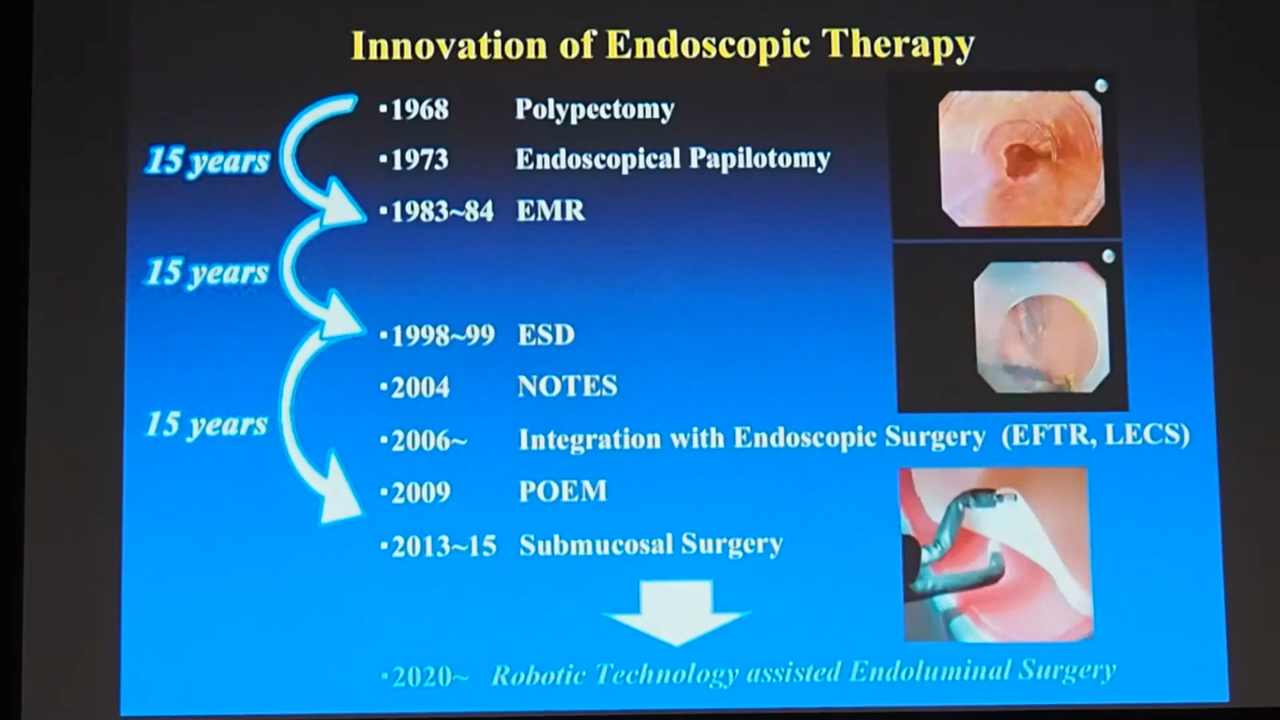 Innovation of Endoscopic Therapy
15 years
15 years
15 years
·1968 Polypectomy
·1973 Endoscopical Papilotomy
·1983~84 EMR
·1998~99 ESD
·2004 NOTES
·2006~ Integration with Endoscopic Surgery (EFTR, LECS)
·2009 POEM
·2013~15 Submucosal Surgery
·2020~ Robotic Technology assisted Endoluminal Surgery